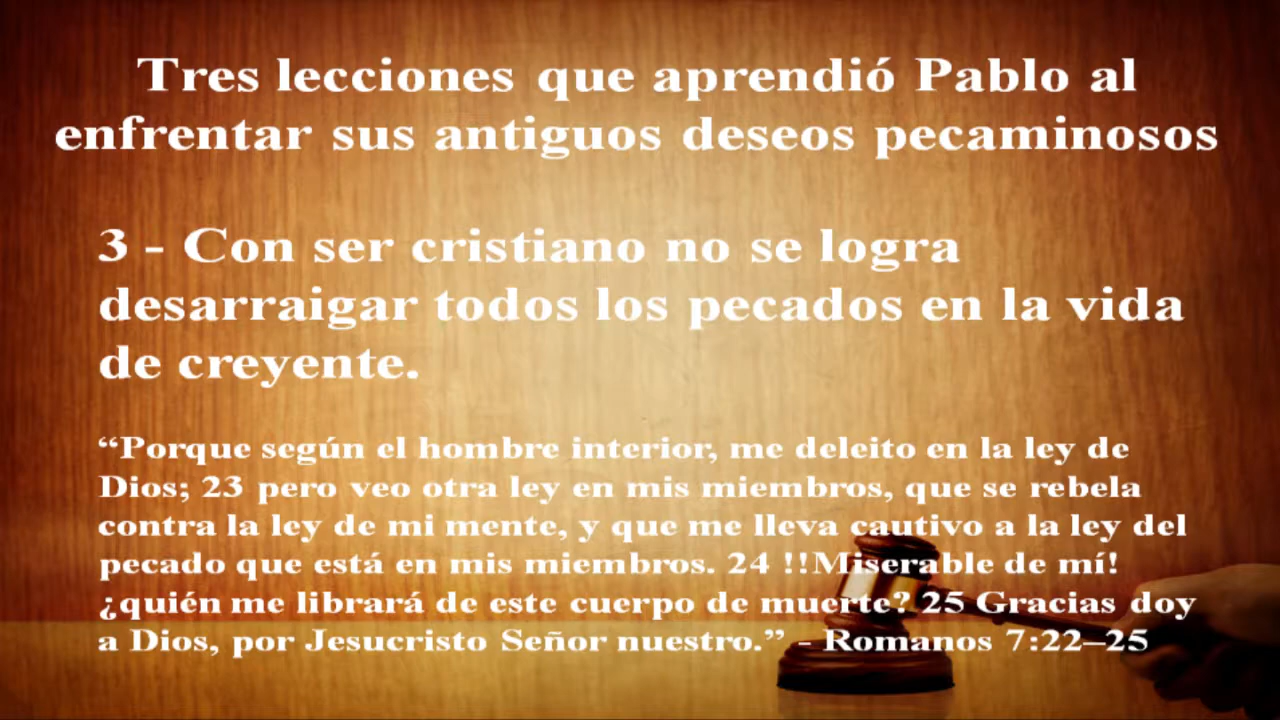 Tres lecciones que aprendió Pablo al
enfrentar sus antiguos deseos pecaminosos
3 - Con ser cristiano no se logra
desarraigar todos los pecados en la vida
de creyente.
“Porque según el hombre interior, me deleito en la ley de
Dios; 23 pero veo otra ley en mis miembros, que se rebela
contra la ley de mi mente, y que me lleva cautivo a la ley del
pecado que está en mis miembros. 24 !!Miserable de mí!
¿quién me librará de este cuerpo de muerte? 25 Gracias doy
a Dios, por Jesucristo Señor nuestro.” - Romanos 7:22–25